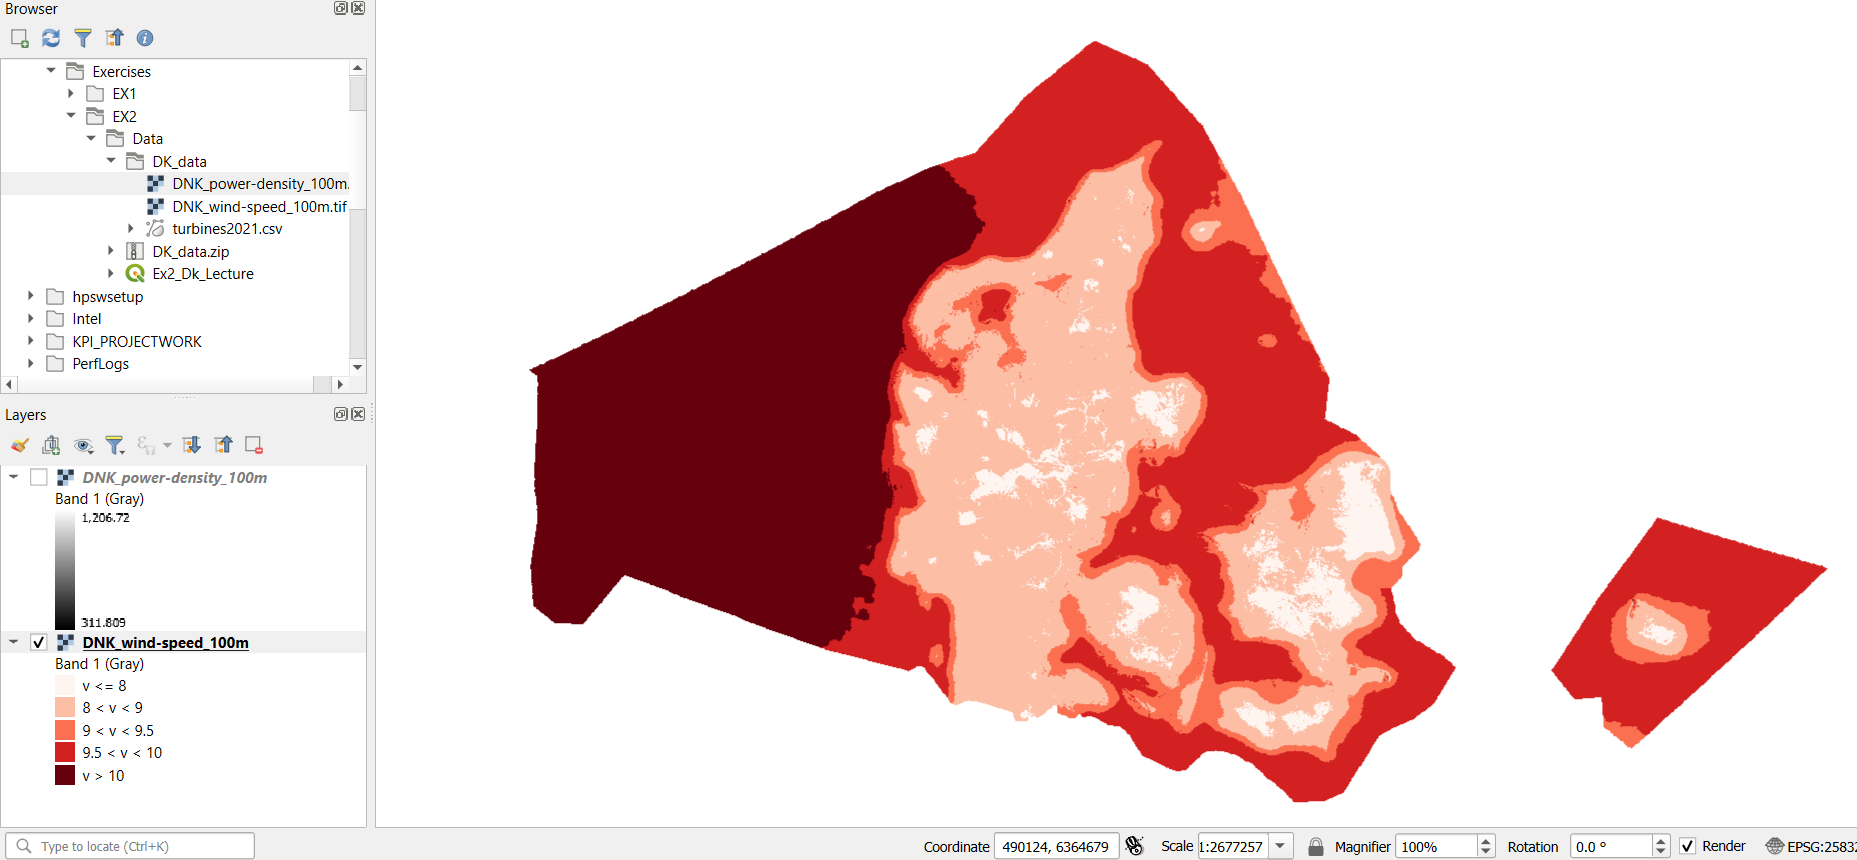 Browser
Exercises
EX1
EX2
Data
DK_data
DNK_power-density_100m.
DNK_wind-speed_100m.tif
turbines2021.csv
DK_data.zip
Ex2_Dk_Lecture
hpswsetup
Intel
KPI_PROJECTWORK
PerfLogs
Layers
DNK_power-density_100m
Band 1 (Gray)
1,206.72
311.809
DNK_wind-speed_100m
Band 1 (Gray)
v <= 8
8 < v < 9
9 < v < 9.5
9.5 < v < 10
v > 10
Type to locate (Ctrl+K)
Coordinate 490124, 6364679 Scale 1:2677257 Magnifier 100% Rotation 0.0 ° Render EPSG:25832